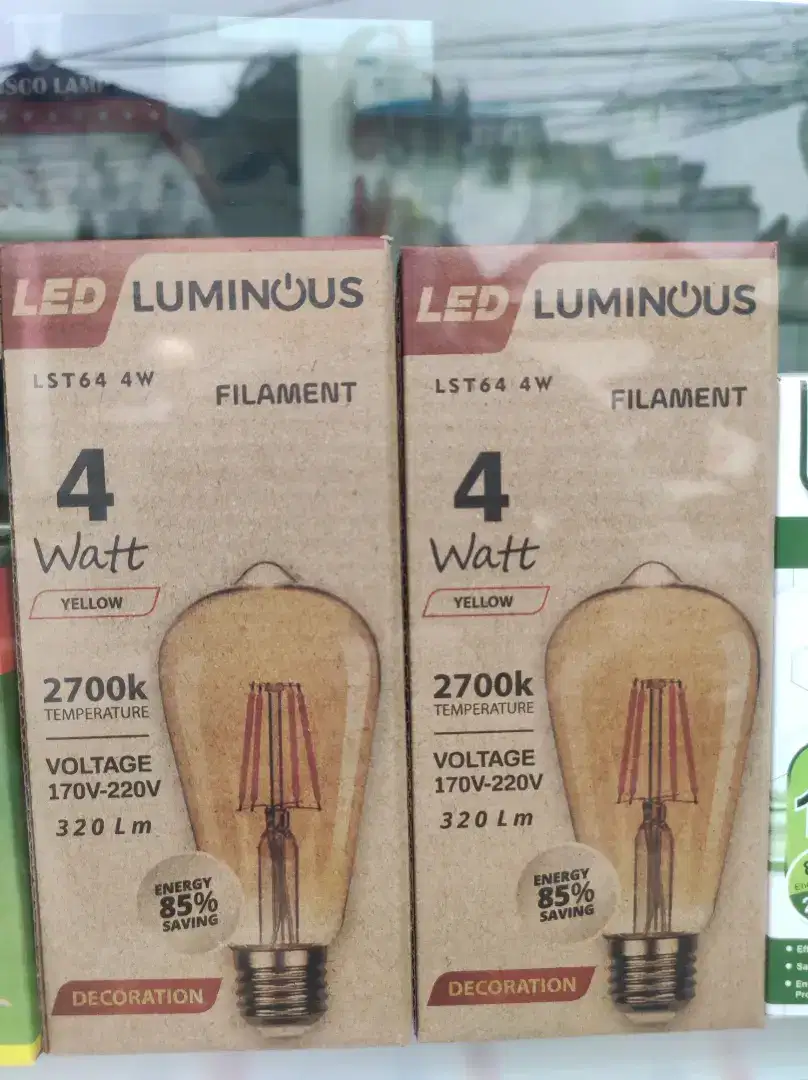 LED LUMINOUS
LST64 4W
FILAMENT
4
Watt
YELLOW
2700k
TEMPERATURE
VOLTAGE
170V-220V
320 Lm
ENERGY
85%
SAVING
DECORATION
LED LUMINOUS
LST64 4W
FILAMENT
4
Watt
YELLOW
2700k
TEMPERATURE
VOLTAGE
170V-220V
320 Lm
ENERGY
85%
SAVING
DECORATION